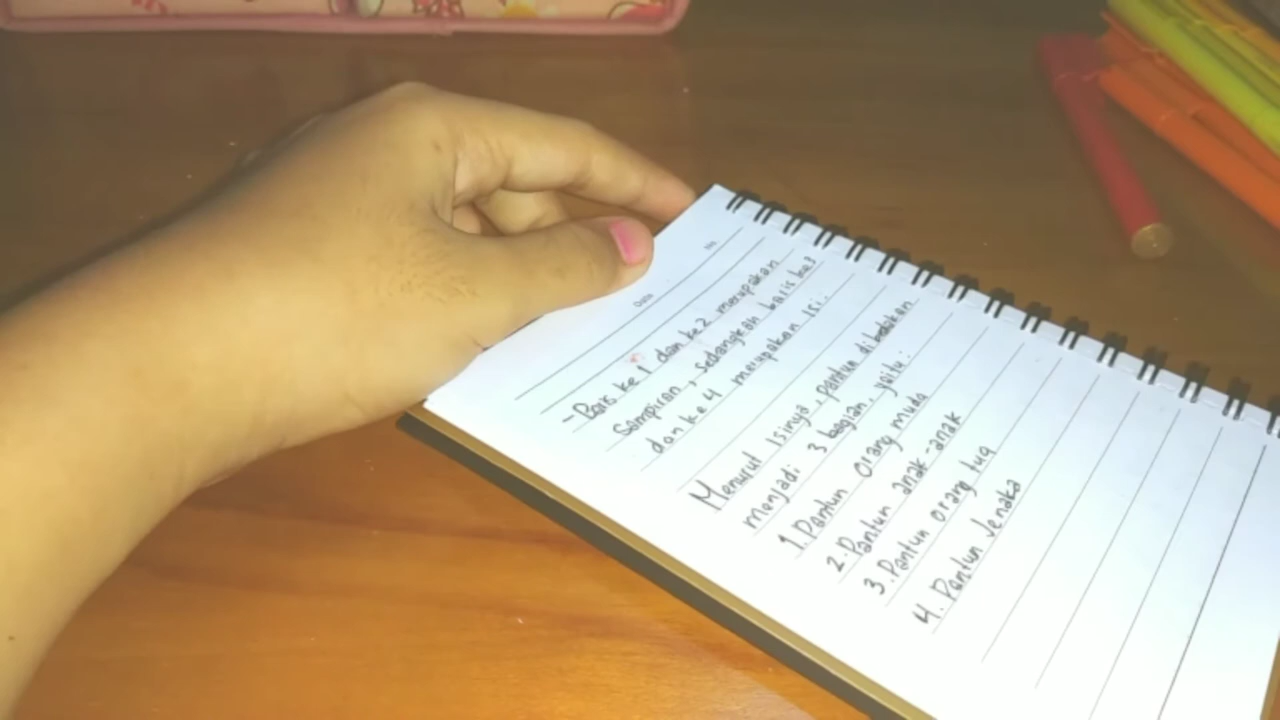 No
Date
-Baris ke 1 dan ke 2 merupakan
Sampiran, sedangkan baris ke 3
dan ke 4 merupakan isi.
Menurut Isinya, pantun dibedakan
menjadi 3 bagian, yaitu:
1. Pantun orang muda
2. Pantun anak-anak
3. Pantun orang tua
4. Pantun Jenaka